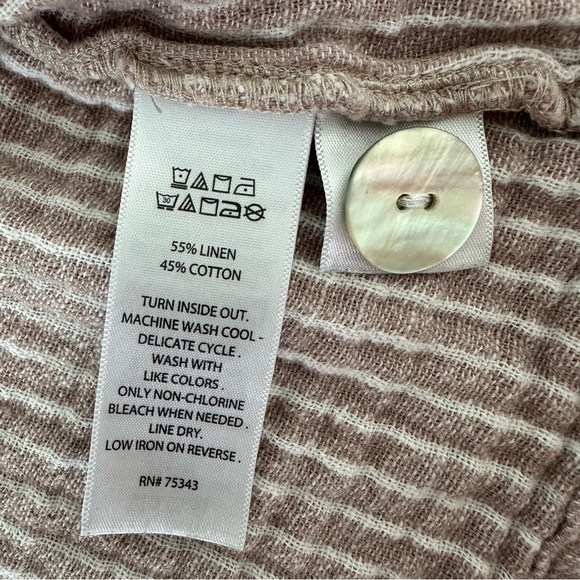 30
55% LINEN
45% COTTON
TURN INSIDE OUT.
MACHINE WASH COOL -
DELICATE CYCLE .
WASH WITH
LIKE COLORS .
ONLY NON-CHLORINE
BLEACH WHEN NEEDED .
LINE DRY.
LOW IRON ON REVERSE .
RN# 75343